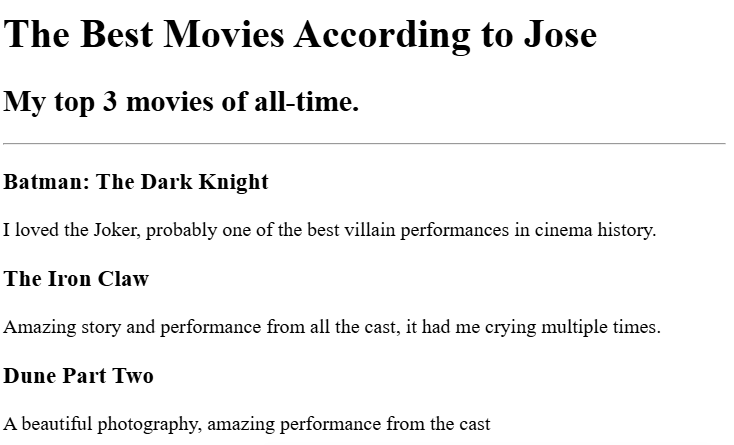 The Best Movies According to Jose
My top 3 movies of all-time.
Batman: The Dark Knight
I loved the Joker, probably one of the best villain performances in cinema history.
The Iron Claw
Amazing story and performance from all the cast, it had me crying multiple times.
Dune Part Two
A beautiful photography, amazing performance from the cast